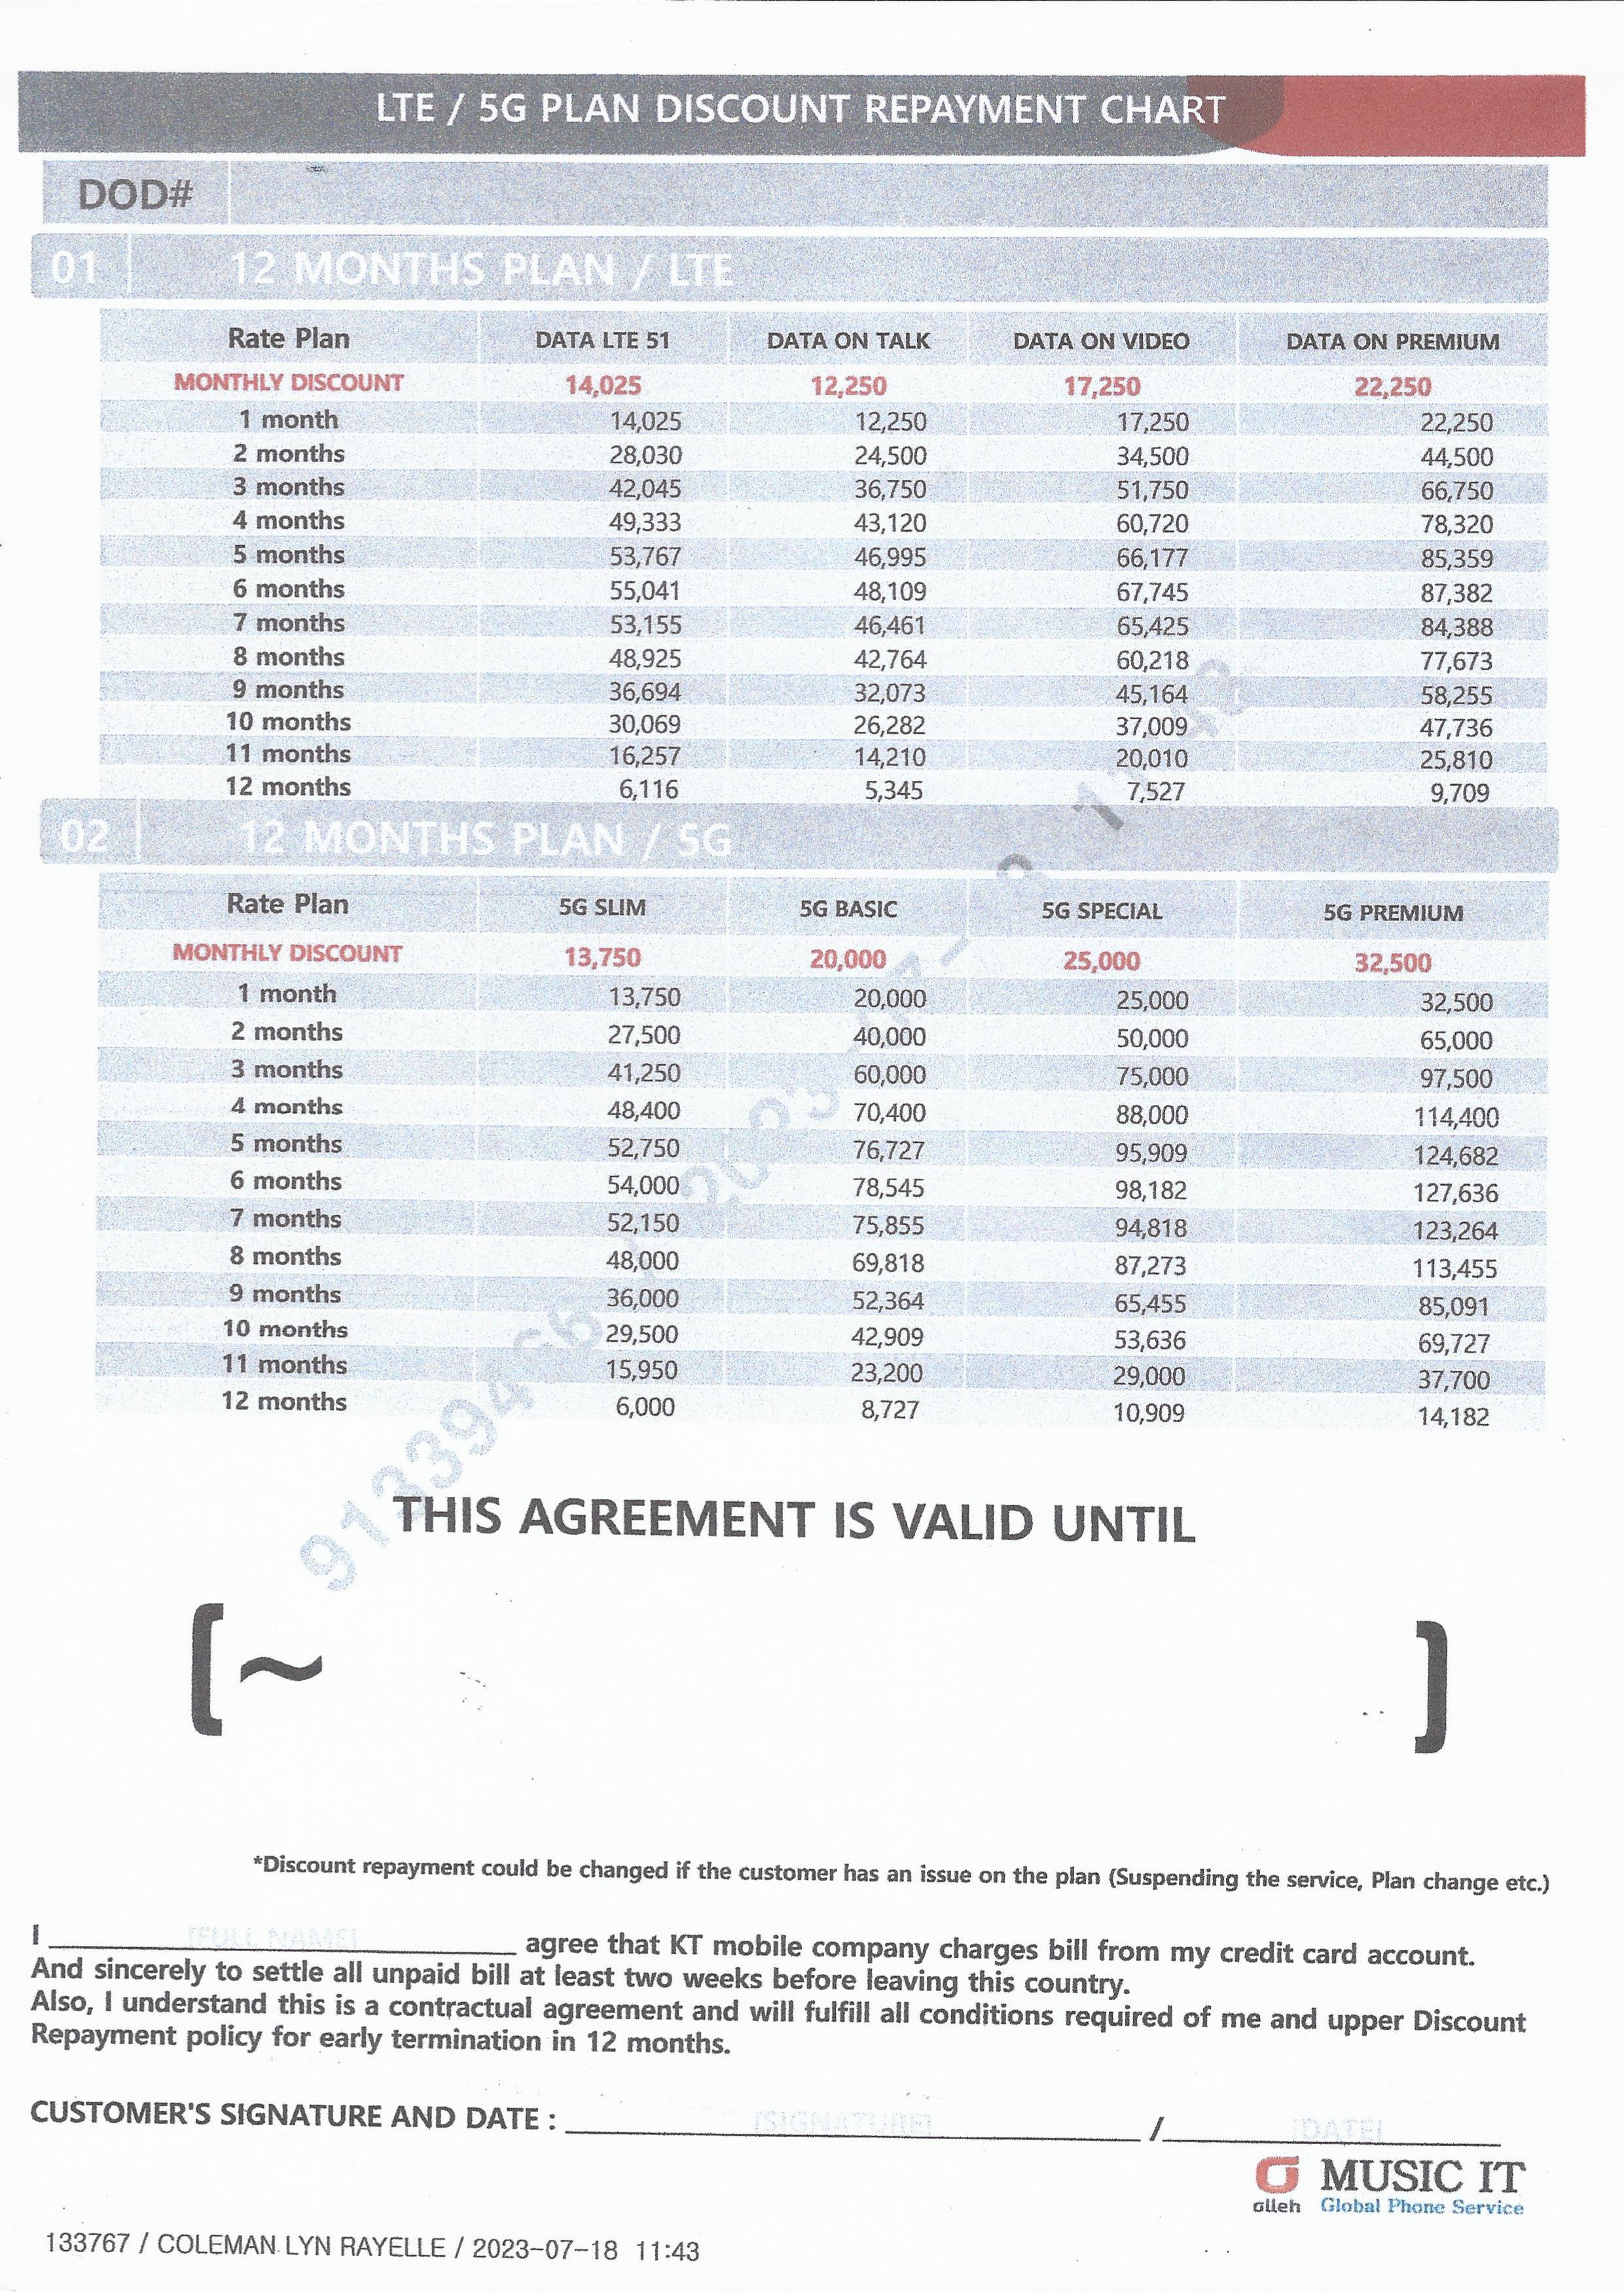 LTE / 5G PLAN DISCOUNT REPAYMENT CHART
DOD#
01 12 MONTHS PLAN / LTE
Rate Plan DATA LTE 51 DATA ON TALK DATA ON VIDEO DATA ON PREMIUM
MONTHLY DISCOUNT 14,025 12,250 17,250 22,250
1 month 14,025 12,250 17,250 22,250
2 months 28,030 24,500 34,500 44,500
3 months 42,045 36,750 51,750 66,750
4 months 49,333 43,120 60,720 78,320
5 months 53,767 46,995 66,177 85,359
6 months 55,041 48,109 67,745 87,382
7 months 53,155 46,461 65,425 84,388
8 months 48,925 42,764 60,218 77,673
9 months 36,694 32,073 45,164 58,255
10 months 30,069 26,282 37,009 47,736
11 months 16,257 14,210 20,010 25,810
12 months 6,116 5,345 7,527 9,709
02 12 MONTHS PLAN / 5G
Rate Plan 5G SLIM 5G BASIC 5G SPECIAL 5G PREMIUM
MONTHLY DISCOUNT 13,750 20,000 25,000 32,500
1 month 13,750 20,000 25,000 32,500
2 months 27,500 40,000 50,000 65,000
3 months 41,250 60,000 75,000 97,500
4 months 48,400 70,400 88,000 114,400
5 months 52,750 76,727 95,909 124,682
6 months 54,000 78,545 98,182 127,636
7 months 52,150 75,855 94,818 123,264
8 months 48,000 69,818 87,273 113,455
9 months 36,000 52,364 65,455 85,091
10 months 29,500 42,909 53,636 69,727
11 months 15,950 23,200 29,000 37,700
12 months 6,000 8,727 10,909 14,182
THIS AGREEMENT IS VALID UNTIL
[~ ]
*Discount repayment could be changed if the customer has an issue on the plan (Suspending the service, Plan change etc.)
I [FULL NAME] agree that KT mobile company charges bill from my credit card account.
And sincerely to settle all unpaid bill at least two weeks before leaving this country.
Also, I understand this is a contractual agreement and will fulfill all conditions required of me and upper Discount
Repayment policy for early termination in 12 months.
CUSTOMER'S SIGNATURE AND DATE : [SIGNATURE] / [DATE]
olleh MUSIC IT
Global Phone Service
133767 / COLEMAN LYN RAYELLE / 2023-07-18 11:43